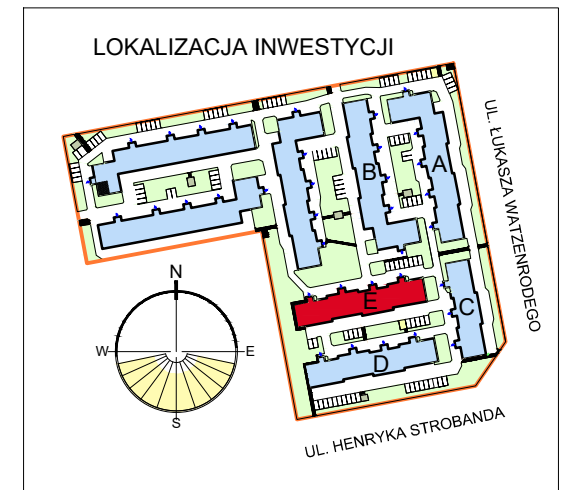 LOKALIZACJA INWESTYCJI
UL. ŁUKASZA WATZENRODEGO
A
B
E
C
D
N
W
E
S
UL. HENRYKA STROBANDA